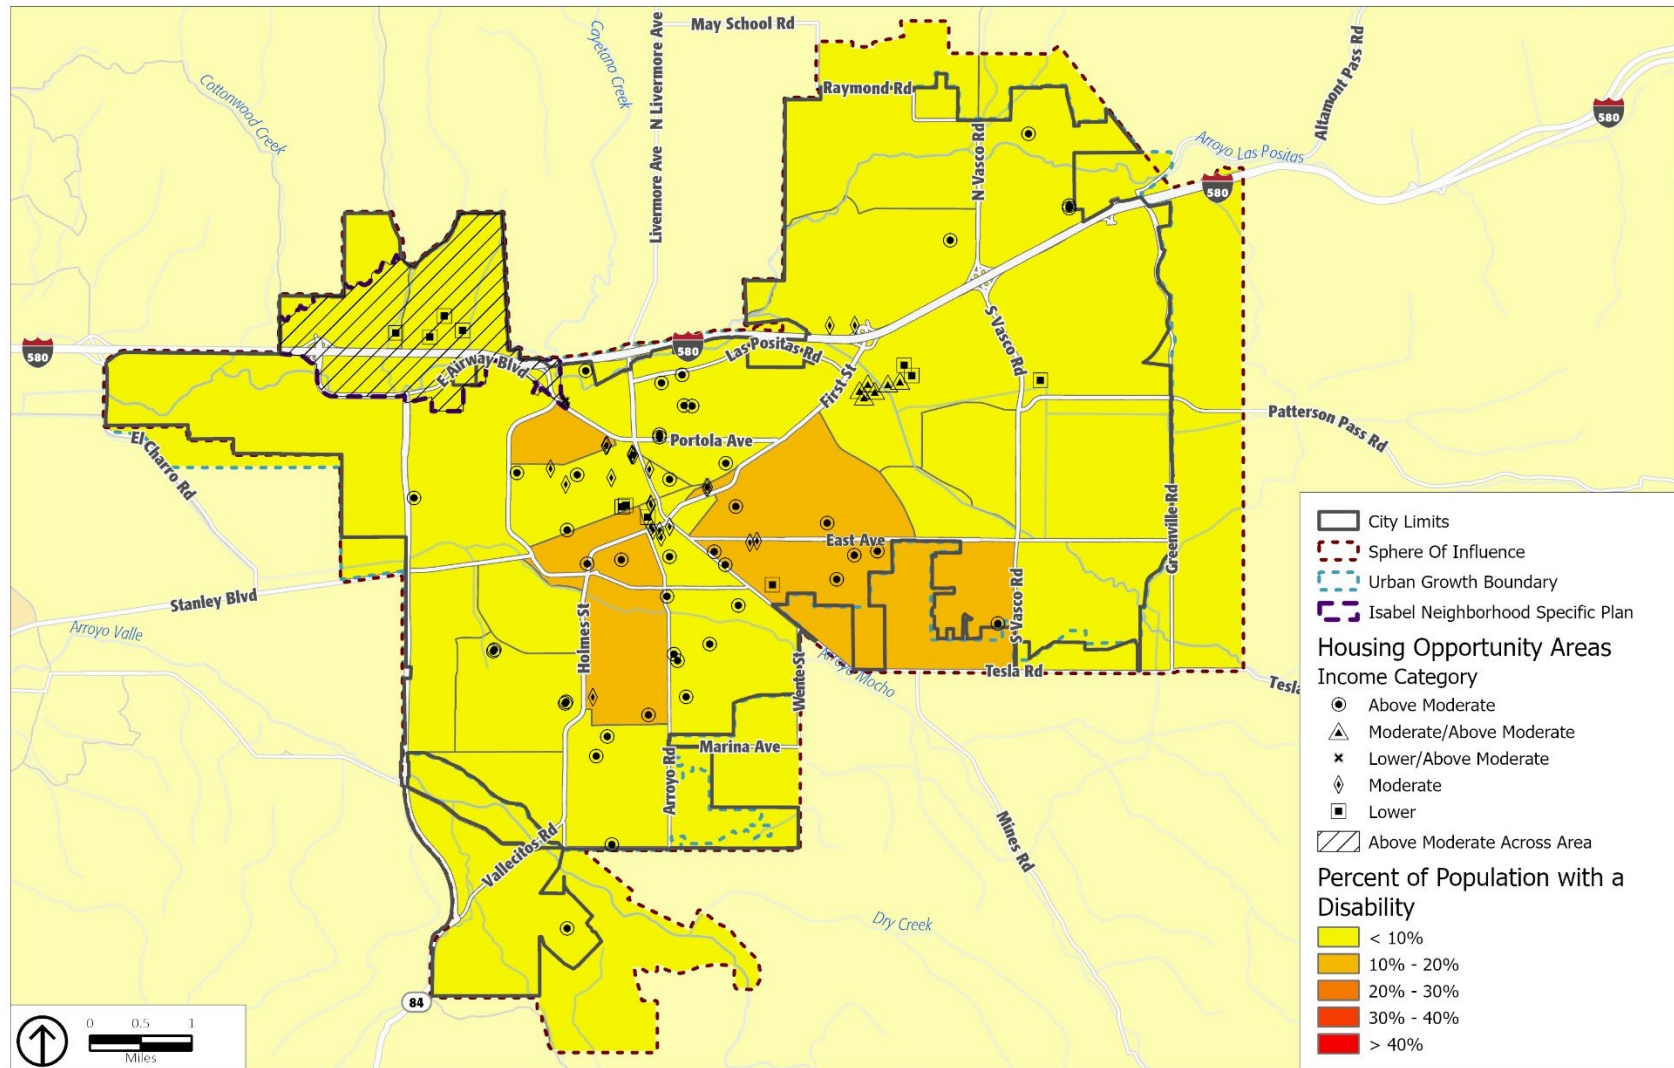 May School Rd
Cayetano Creek
Livermore Ave
N Livermore Ave
Cottonwood Creek
Raymond Rd
Altamont Pass Rd
580
Arroyo Las Positas
580
N Vasco Rd
580
E Airway Blvd
580
Las Positas Rd
First St
S Vasco Rd
Patterson Pass Rd
El Charro Rd
Portola Ave
East Ave
Greenville Rd
Stanley Blvd
Arroyo Valle
Holmes St
S Vasco Rd
Wente St
Arroyo Mocho
Tesla Rd
Tesla
Marina Ave
Arroyo Rd
Vallecitos Rd
Mines Rd
Dry Creek
84
0 0.5 1
Miles
City Limits
Sphere Of Influence
Urban Growth Boundary
Isabel Neighborhood Specific Plan
Housing Opportunity Areas
Income Category
Above Moderate
Moderate/Above Moderate
Lower/Above Moderate
Moderate
Lower
Above Moderate Across Area
Percent of Population with a
Disability
< 10%
10% - 20%
20% - 30%
30% - 40%
> 40%